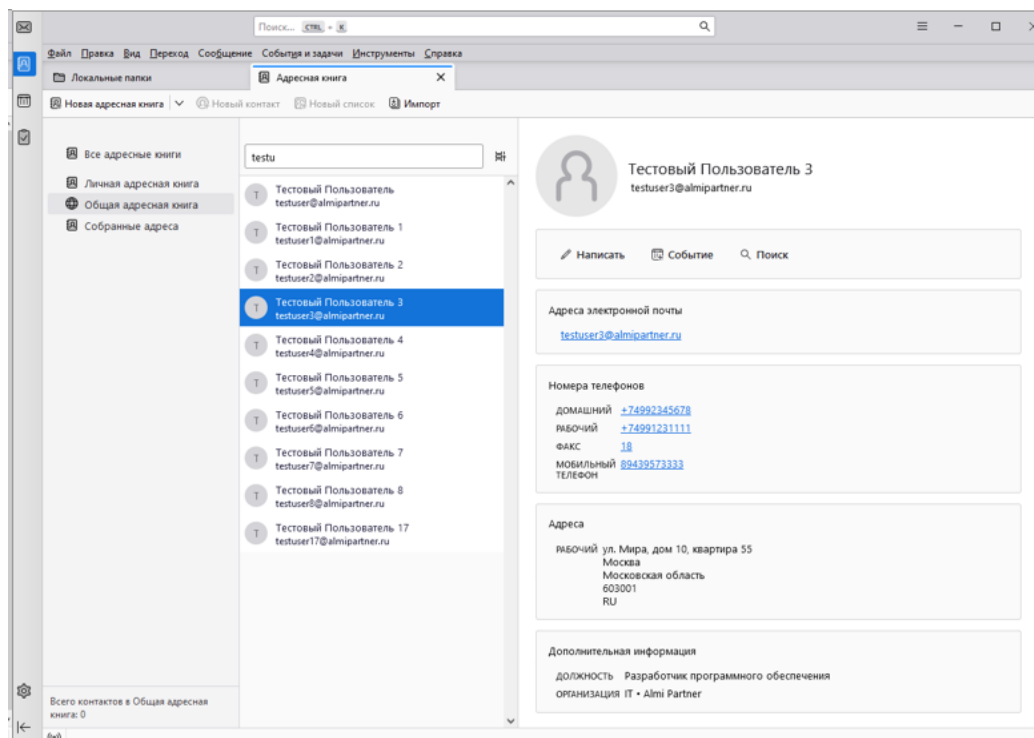 Поиск... CTRL + K
Файл Правка Вид Переход Сообщение События и задачи Инструменты Справка
Локальные папки
Адресная книга
Новая адресная книга Новый контакт Новый список Импорт
Все адресные книги
Личная адресная книга
Общая адресная книга
Собранные адреса
Всего контактов в Общая адресная
книга: 0
testu
Т Тестовый Пользователь
testuser@almipartner.ru
Т Тестовый Пользователь 1
testuser1@almipartner.ru
Т Тестовый Пользователь 2
testuser2@almipartner.ru
Т Тестовый Пользователь 3
testuser3@almipartner.ru
Т Тестовый Пользователь 4
testuser4@almipartner.ru
Т Тестовый Пользователь 5
testuser5@almipartner.ru
Т Тестовый Пользователь 6
testuser6@almipartner.ru
Т Тестовый Пользователь 7
testuser7@almipartner.ru
Т Тестовый Пользователь 8
testuser8@almipartner.ru
Т Тестовый Пользователь 17
testuser17@almipartner.ru
Тестовый Пользователь 3
testuser3@almipartner.ru
Написать Событие Поиск
Адреса электронной почты
testuser3@almipartner.ru
Номера телефонов
ДОМАШНИЙ +74992345678
РАБОЧИЙ +74991231111
ФАКС 18
МОБИЛЬНЫЙ 89439573333
ТЕЛЕФОН
Адреса
РАБОЧИЙ ул. Мира, дом 10, квартира 55
Москва
Московская область
603001
RU
Дополнительная информация
ДОЛЖНОСТЬ Разработчик программного обеспечения
ОРГАНИЗАЦИЯ IT • Almi Partner